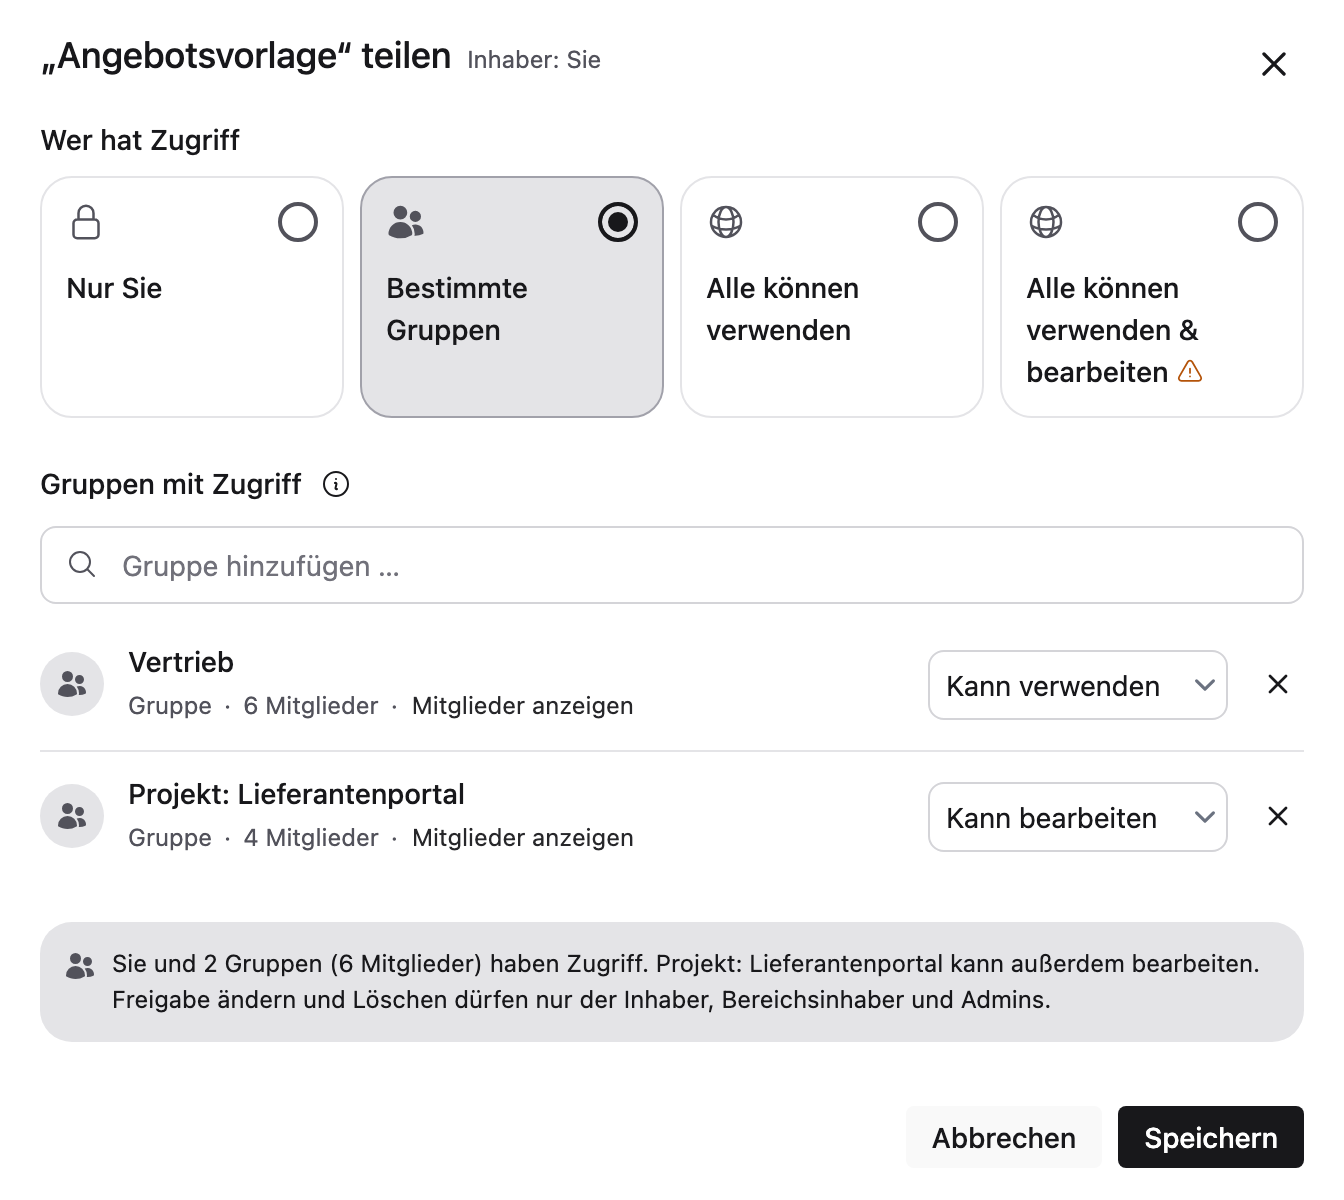 „Angebotsvorlage“ teilen Inhaber: Sie
Wer hat Zugriff
Nur Sie
Bestimmte
Gruppen
Alle können
verwenden
Alle können
verwenden &
bearbeiten
Gruppen mit Zugriff
Gruppe hinzufügen ...
Vertrieb
Gruppe · 6 Mitglieder · Mitglieder anzeigen
Kann verwenden
Projekt: Lieferantenportal
Gruppe · 4 Mitglieder · Mitglieder anzeigen
Kann bearbeiten
Sie und 2 Gruppen (6 Mitglieder) haben Zugriff. Projekt: Lieferantenportal kann außerdem bearbeiten.
Freigabe ändern und Löschen dürfen nur der Inhaber, Bereichsinhaber und Admins.
Abbrechen
Speichern